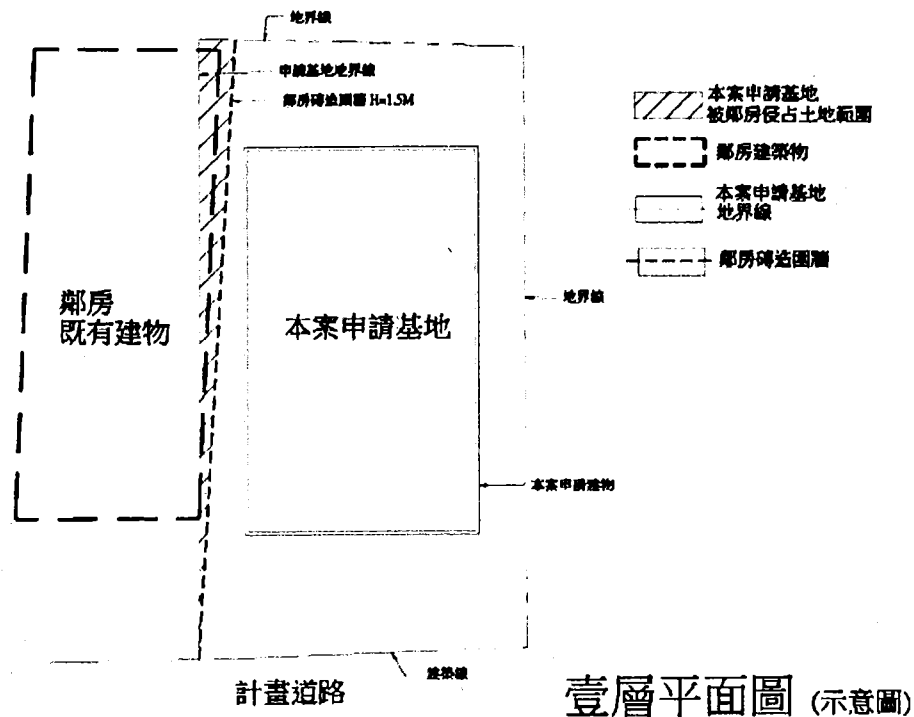 地界線
申請基地地界線
鄰房磚造圍牆 H=1.5M
本案申請基地
被鄰房侵占土地範圍
鄰房建築物
本案申請基地
地界線
鄰房磚造圍牆
地界線
鄰房
既有建物
本案申請基地
本案申請建物
建築線
計畫道路
壹層平面圖 (示意圖)